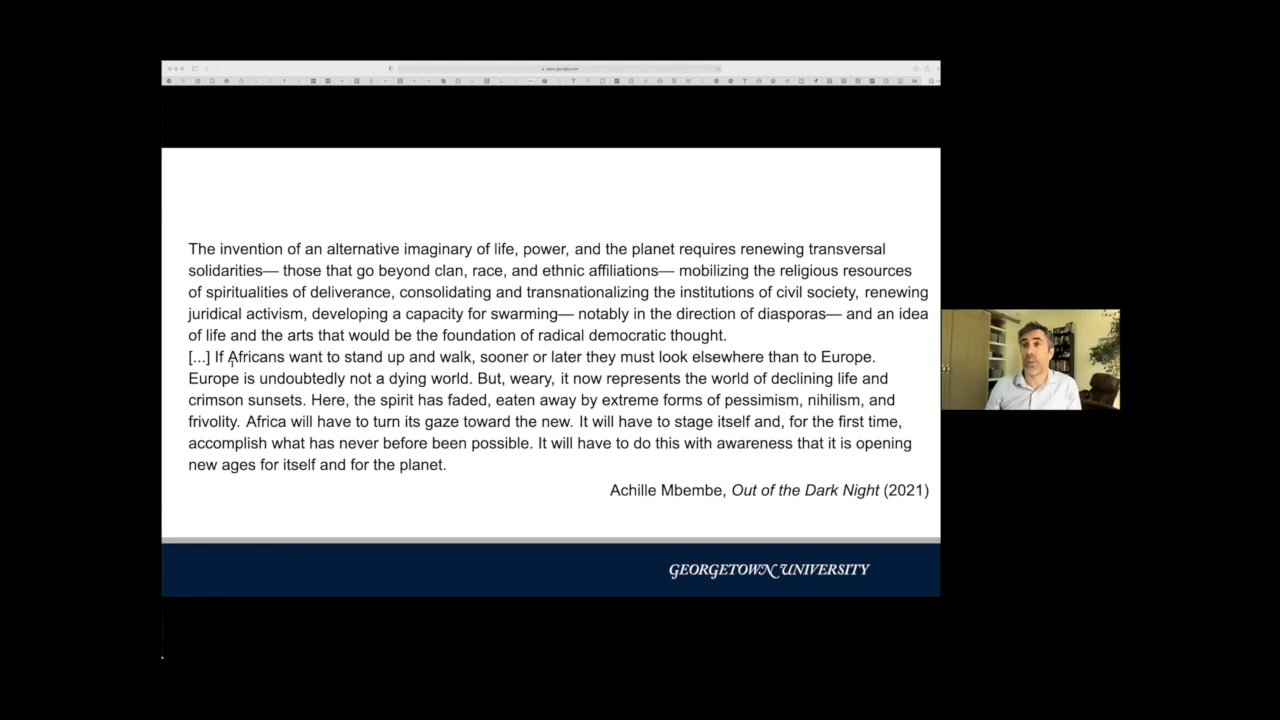 docs.google.com
The invention of an alternative imaginary of life, power, and the planet requires renewing transversal
solidarities— those that go beyond clan, race, and ethnic affiliations— mobilizing the religious resources
of spiritualities of deliverance, consolidating and transnationalizing the institutions of civil society, renewing
juridical activism, developing a capacity for swarming— notably in the direction of diasporas— and an idea
of life and the arts that would be the foundation of radical democratic thought.
[...] If Africans want to stand up and walk, sooner or later they must look elsewhere than to Europe.
Europe is undoubtedly not a dying world. But, weary, it now represents the world of declining life and
crimson sunsets. Here, the spirit has faded, eaten away by extreme forms of pessimism, nihilism, and
frivolity. Africa will have to turn its gaze toward the new. It will have to stage itself and, for the first time,
accomplish what has never before been possible. It will have to do this with awareness that it is opening
new ages for itself and for the planet.
Achille Mbembe, Out of the Dark Night (2021)
GEORGETOWN UNIVERSITY